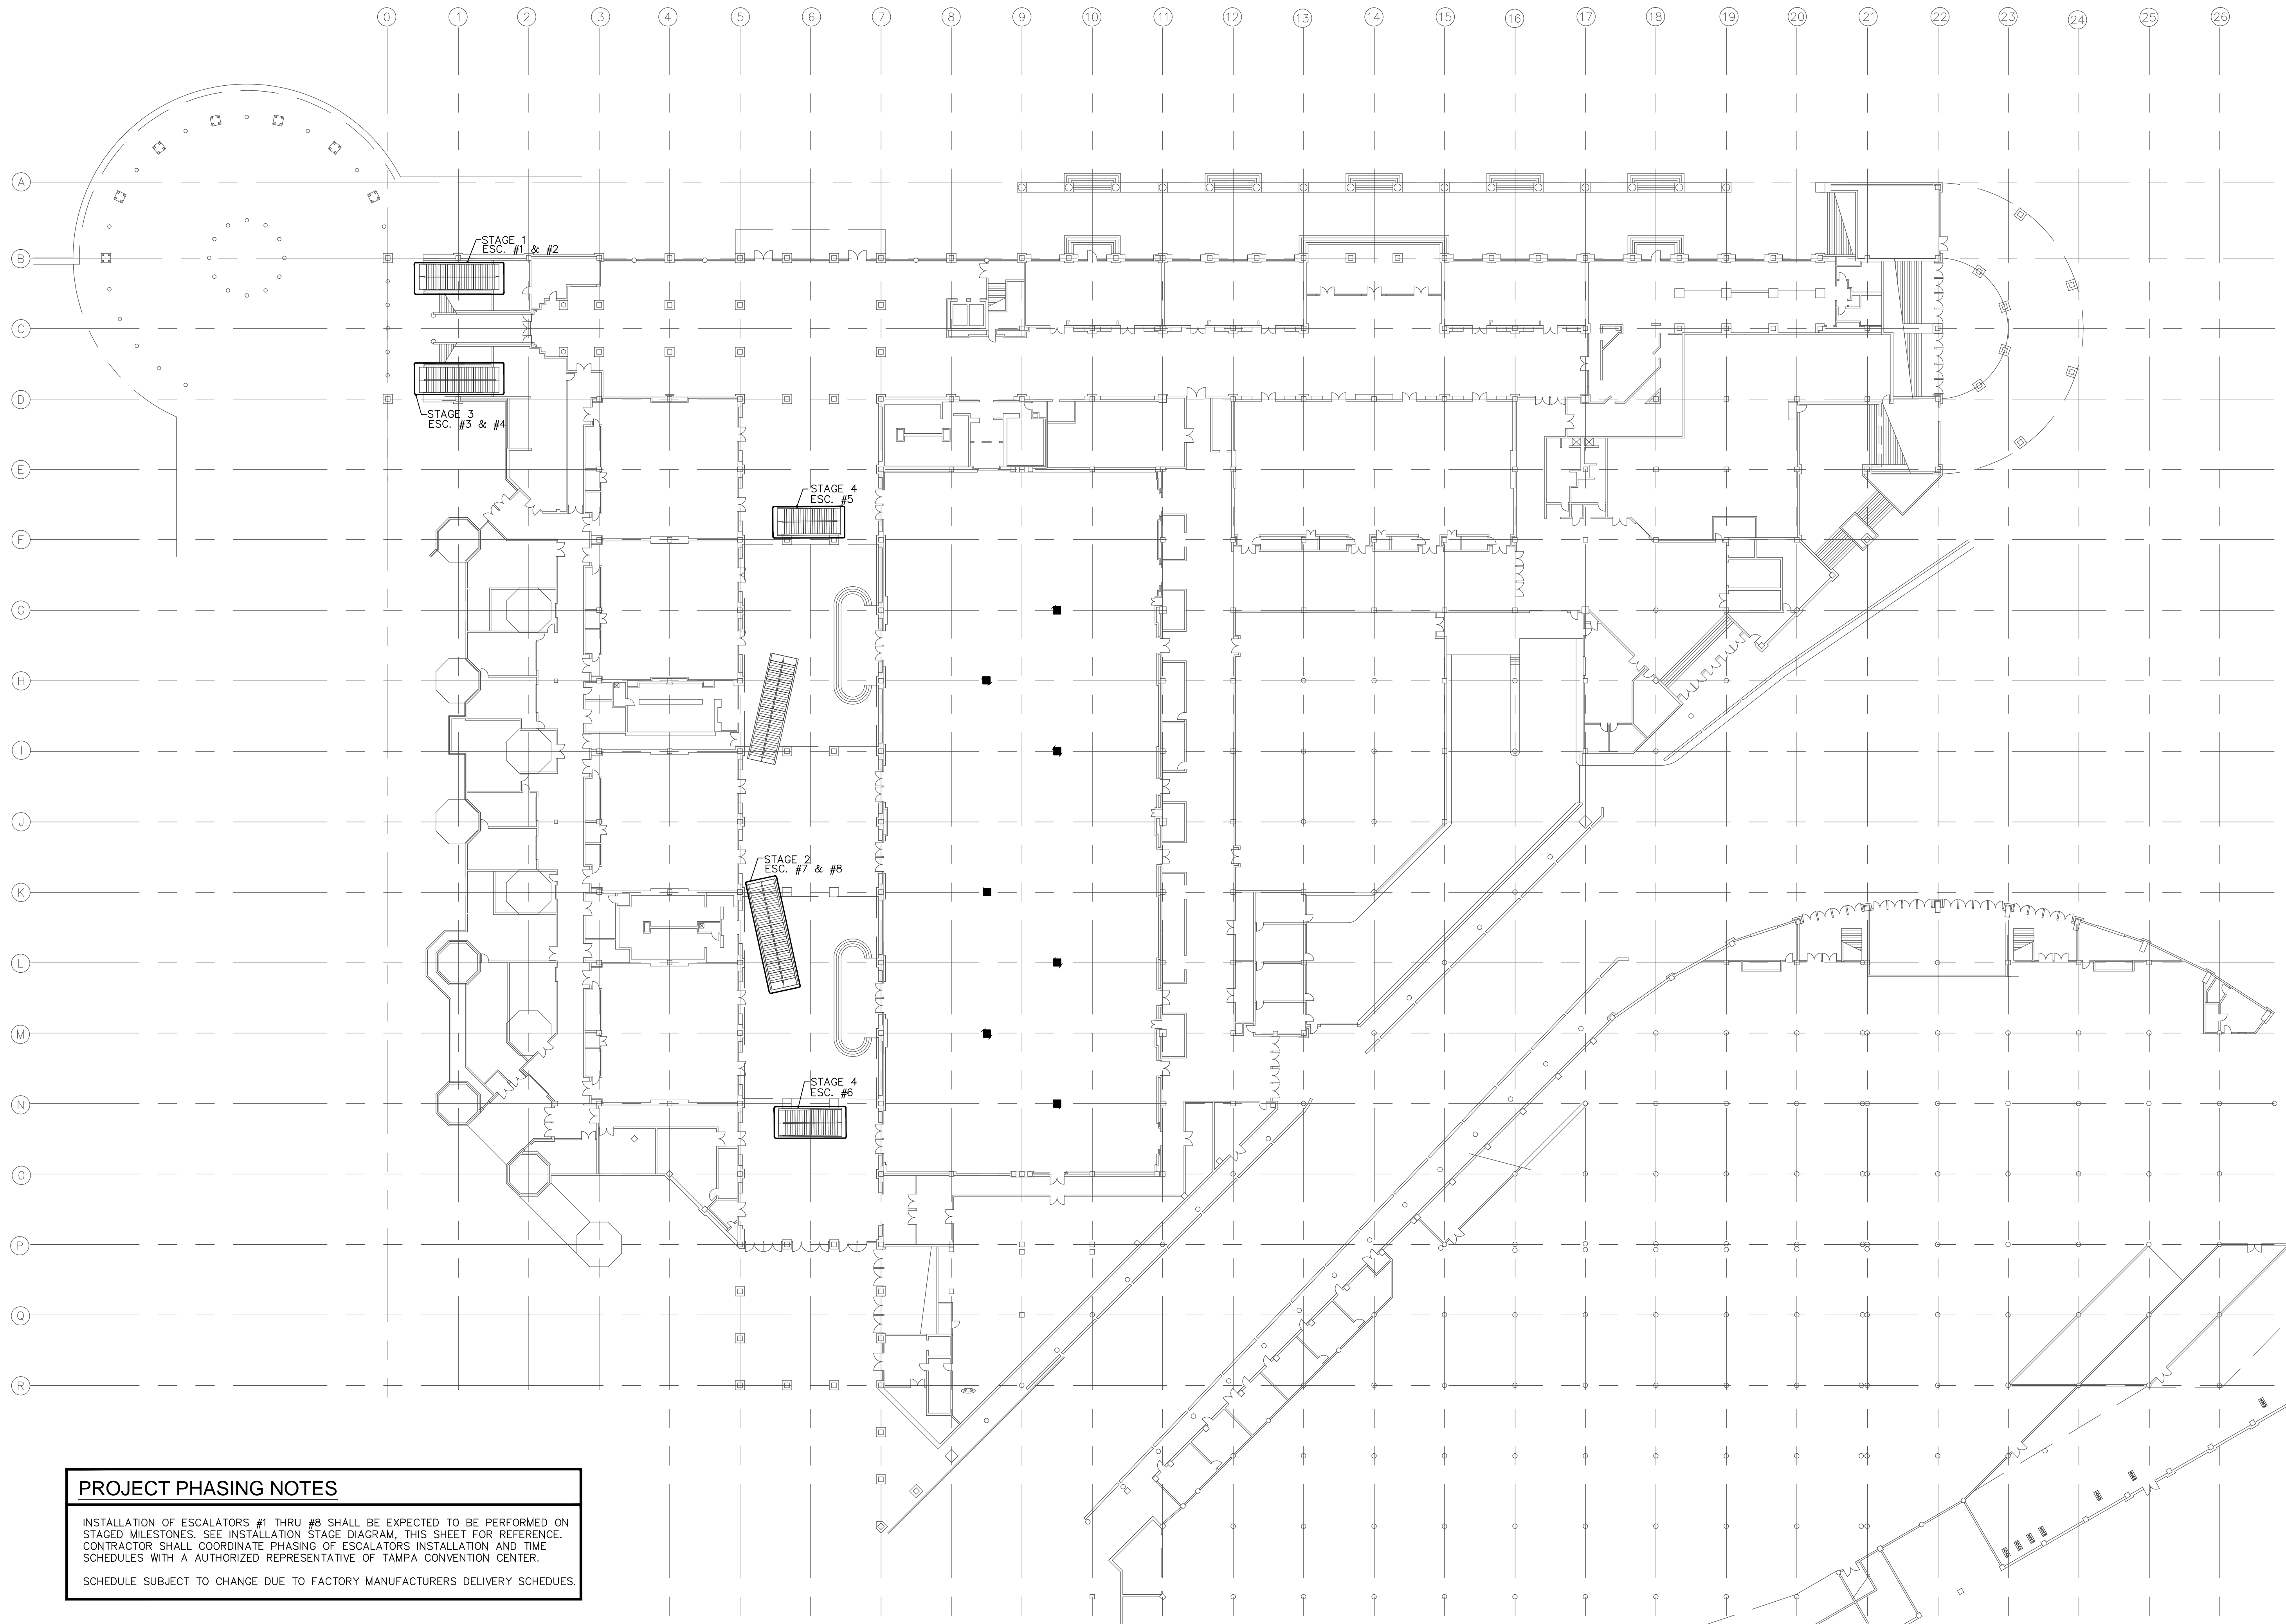 0 1 2 3 4 5 6 7 8 9 10 11 12 13 14 15 16 17 18 19 20 21 22 23 24 25 26
A
B
STAGE 1
ESC. #1 & #2
C
D
STAGE 3
ESC. #3 & #4
E
STAGE 4
ESC. #5
F
G
H
I
J
STAGE 2
ESC. #7 & #8
K
L
M
STAGE 4
ESC. #6
N
O
P
Q
R
PROJECT PHASING NOTES
INSTALLATION OF ESCALATORS #1 THRU #8 SHALL BE EXPECTED TO BE PERFORMED ON
STAGED MILESTONES. SEE INSTALLATION STAGE DIAGRAM, THIS SHEET FOR REFERENCE.
CONTRACTOR SHALL COORDINATE PHASING OF ESCALATORS INSTALLATION AND TIME
SCHEDULES WITH A AUTHORIZED REPRESENTATIVE OF TAMPA CONVENTION CENTER.
SCHEDULE SUBJECT TO CHANGE DUE TO FACTORY MANUFACTURERS DELIVERY SCHEDUES.